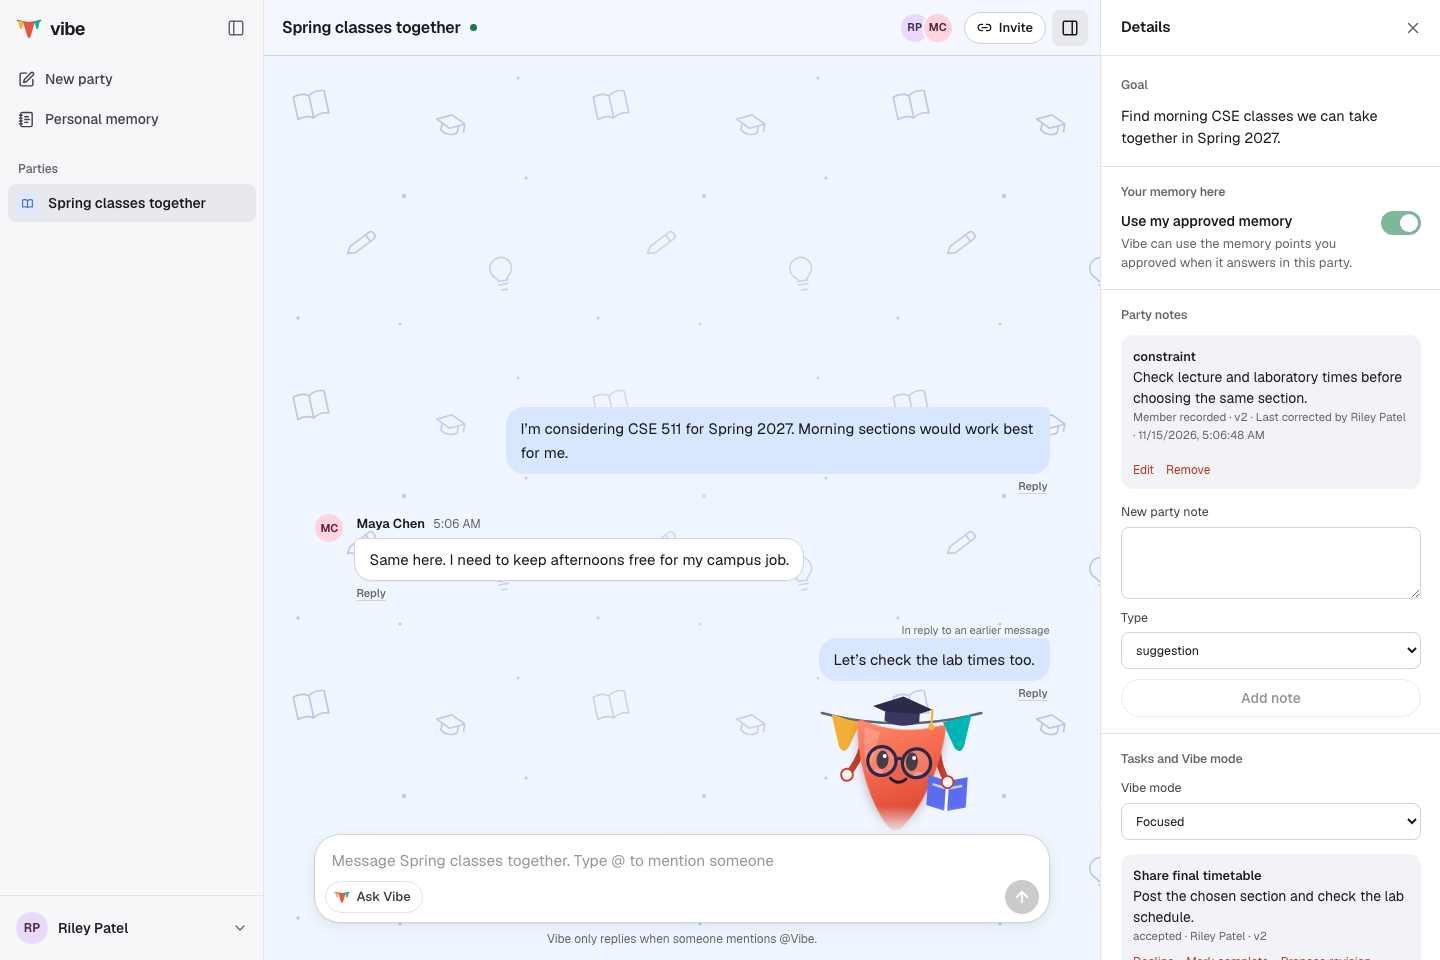 vibe
New party
Personal memory
Parties
Spring classes together
RP
Riley Patel
Spring classes together
RP
MC
Invite
I'm considering CSE 511 for Spring 2027. Morning sections would work best
for me.
Reply
MC
Maya Chen 5:06 AM
Same here. I need to keep afternoons free for my campus job.
Reply
In reply to an earlier message
Let's check the lab times too.
Reply
Message Spring classes together. Type @ to mention someone
Ask Vibe
Vibe only replies when someone mentions @Vibe.
Details
Goal
Find morning CSE classes we can take
together in Spring 2027.
Your memory here
Use my approved memory
Vibe can use the memory points you
approved when it answers in this party.
Party notes
constraint
Check lecture and laboratory times before
choosing the same section.
Member recorded · v2 · Last corrected by Riley Patel
· 11/15/2026, 5:06:48 AM
Edit Remove
New party note
Type
suggestion
Add note
Tasks and Vibe mode
Vibe mode
Focused
Share final timetable
Post the chosen section and check the lab
schedule.
accepted · Riley Patel · v2
Decline Mark complete Propose revision